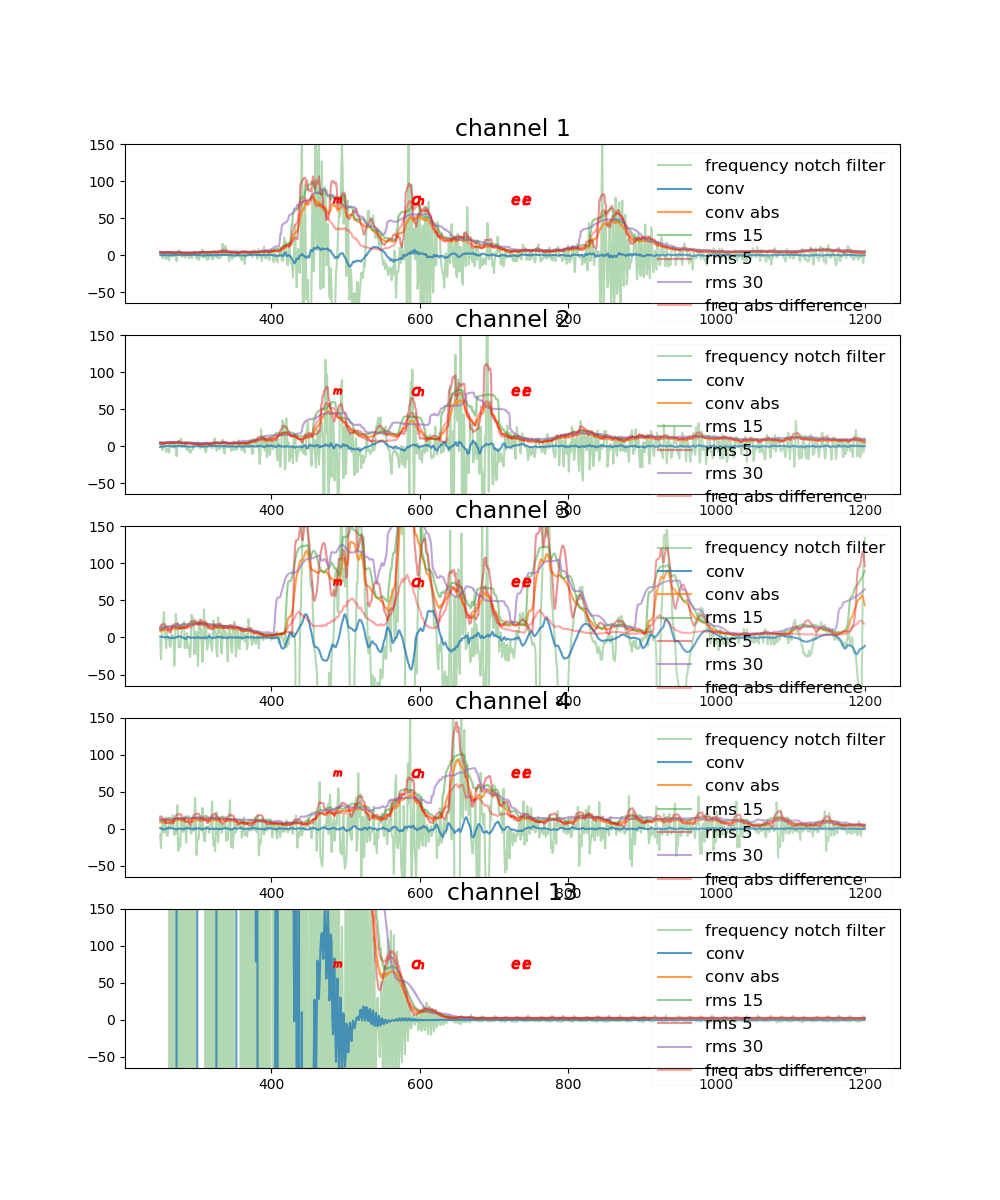 channel 1
150
100
50
0
−50
400
600
800
1000
1200
m
ch
ee
frequency notch filter
conv
conv abs
rms 15
rms 5
rms 30
freq abs difference
channel 2
150
100
50
0
−50
400
600
800
1000
1200
m
ch
ee
frequency notch filter
conv
conv abs
rms 15
rms 5
rms 30
freq abs difference
channel 3
150
100
50
0
−50
400
600
800
1000
1200
m
ch
ee
frequency notch filter
conv
conv abs
rms 15
rms 5
rms 30
freq abs difference
channel 4
150
100
50
0
−50
400
600
800
1000
1200
m
ch
ee
frequency notch filter
conv
conv abs
rms 15
rms 5
rms 30
freq abs difference
channel 13
150
100
50
0
−50
400
600
800
1000
1200
m
ch
ee
frequency notch filter
conv
conv abs
rms 15
rms 5
rms 30
freq abs difference